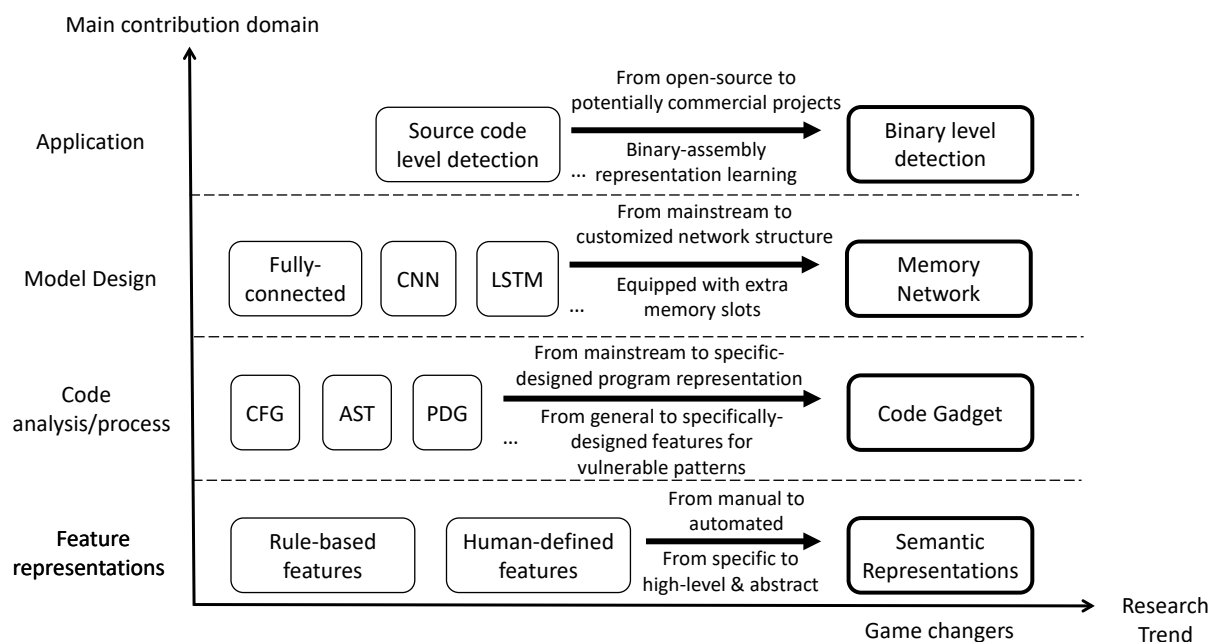 Main contribution domain
Application
Source code
level detection
...
From open-source to
potentially commercial projects
Binary-assembly
representation learning
Binary level
detection
Model Design
Fully-
connected
CNN
LSTM
...
From mainstream to
customized network structure
Equipped with extra
memory slots
Memory
Network
Code
analysis/process
CFG
AST
PDG
...
From mainstream to specific-
designed program representation
From general to specifically-
designed features for
vulnerable patterns
Code Gadget
Feature
representations
Rule-based
features
Human-defined
features
From manual to
automated
From specific to
high-level & abstract
Semantic
Representations
Game changers
Research
Trend